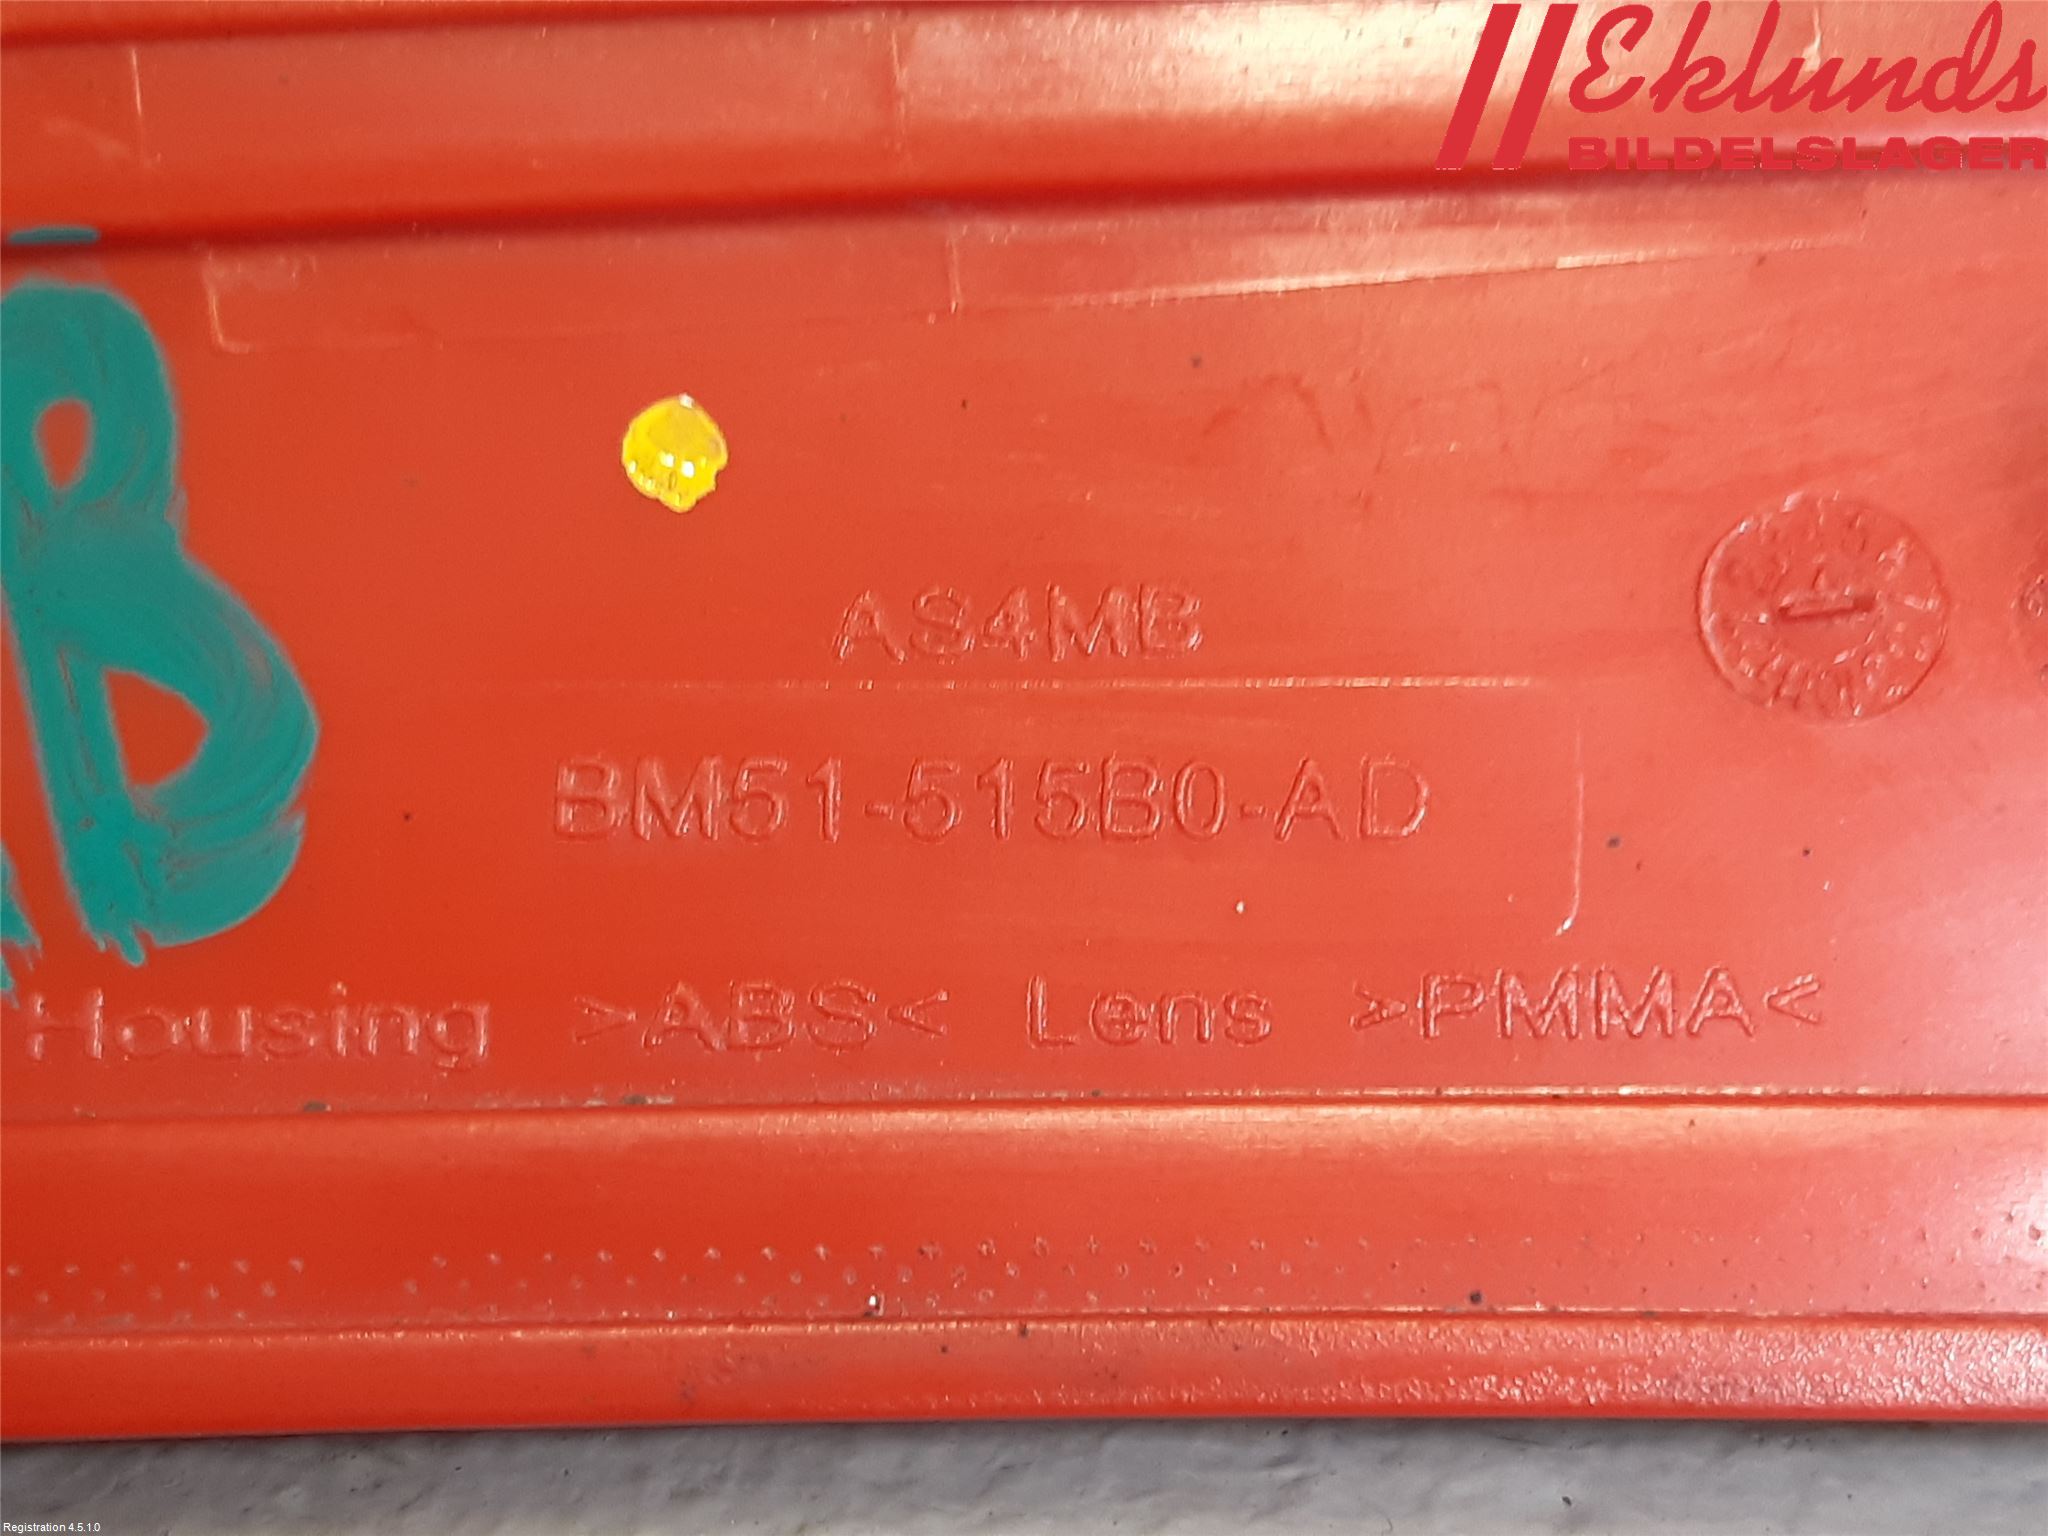 Eklunds
BILDELSLAGER
B
AS4MB
BM51-515B0-AD
Housing >ABS< Lens >PMMA<
Registration 4.5.1.0